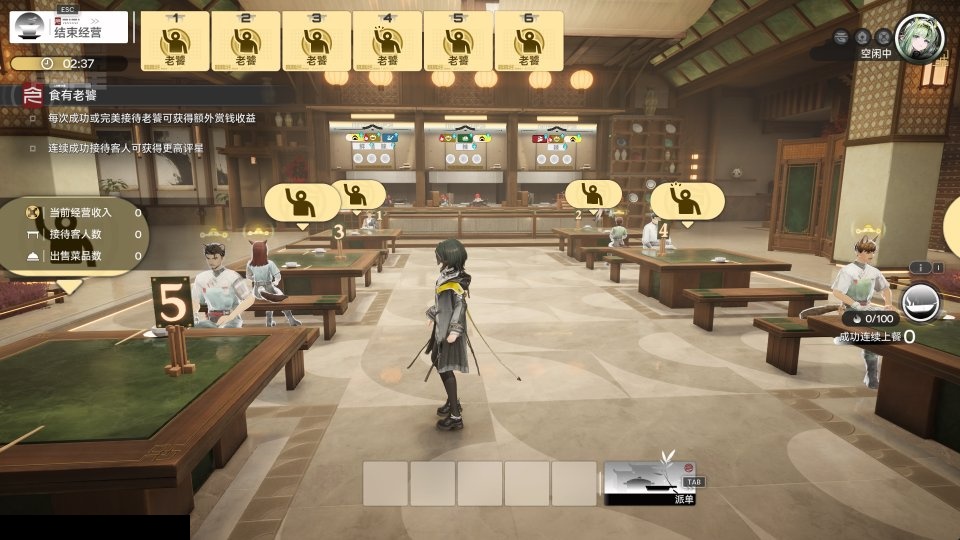 ESC
结束经营
02:37
食有老饕
每次成功或完美接待老饕可获得额外赏钱收益
连续成功接待客人可获得更高评星
当前经营收入 0
接待客人数 0
出售菜品数 0
1 2 3 4 5 6
老饕 老饕 老饕 老饕 老饕 老饕
空闲中
1
2
3
4
5
0/100
成功连续上餐0
TAB
派单